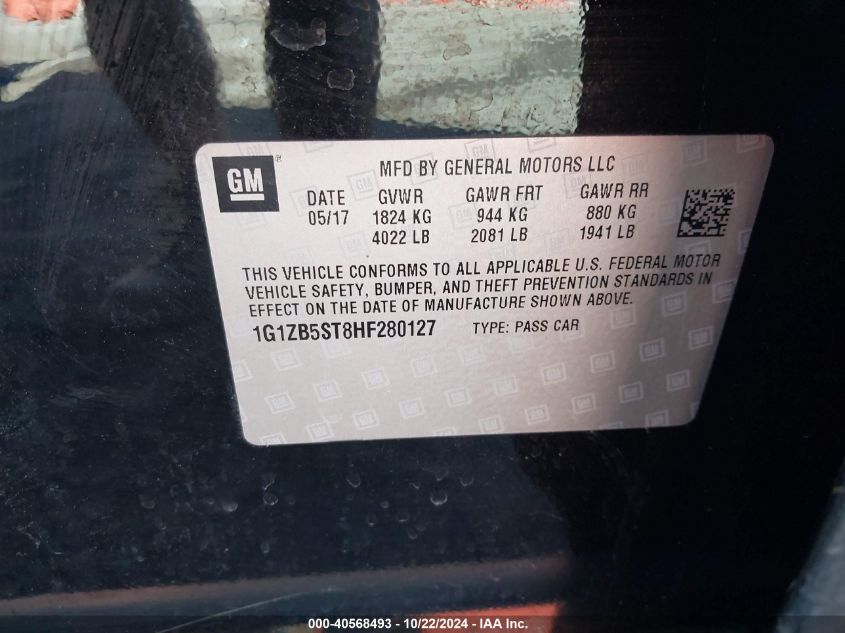 GM ® MFD BY GENERAL MOTORS LLC
DATE GVWR GAWR FRT GAWR RR
05/17 1824 KG 944 KG 880 KG
4022 LB 2081 LB 1941 LB
THIS VEHICLE CONFORMS TO ALL APPLICABLE U.S. FEDERAL MOTOR
VEHICLE SAFETY, BUMPER, AND THEFT PREVENTION STANDARDS IN
EFFECT ON THE DATE OF MANUFACTURE SHOWN ABOVE.
1G1ZB5ST8HF280127 TYPE: PASS CAR
000-40568493 - 10/22/2024 - IAA Inc.